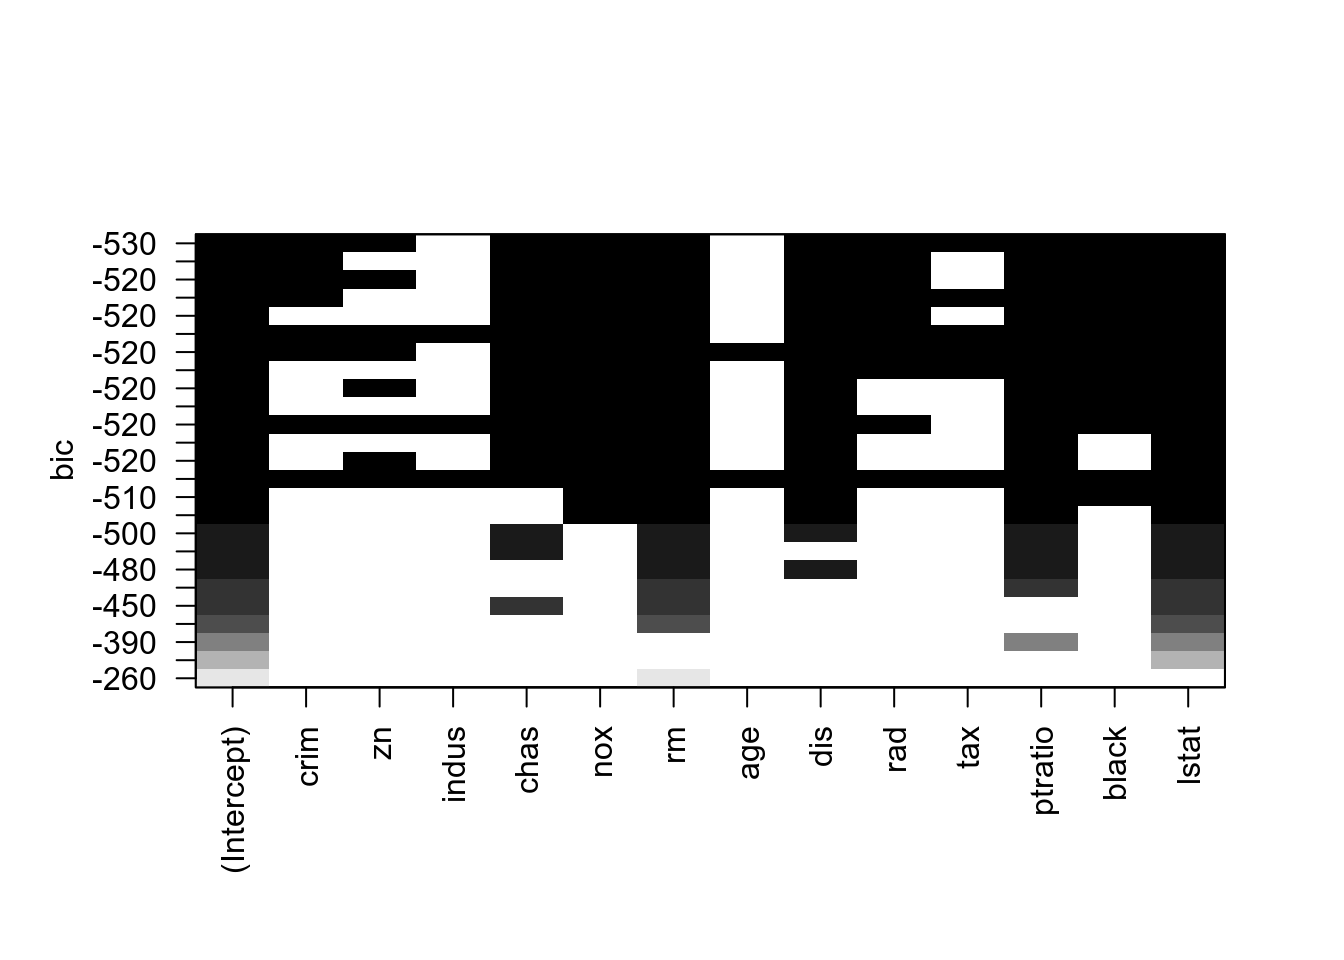 bic
-530
-520
-520
-520
-520
-520
-520
-510
-500
-480
-450
-390
-260
(Intercept)
crim
zn
indus
chas
nox
rm
age
dis
rad
tax
ptratio
black
lstat